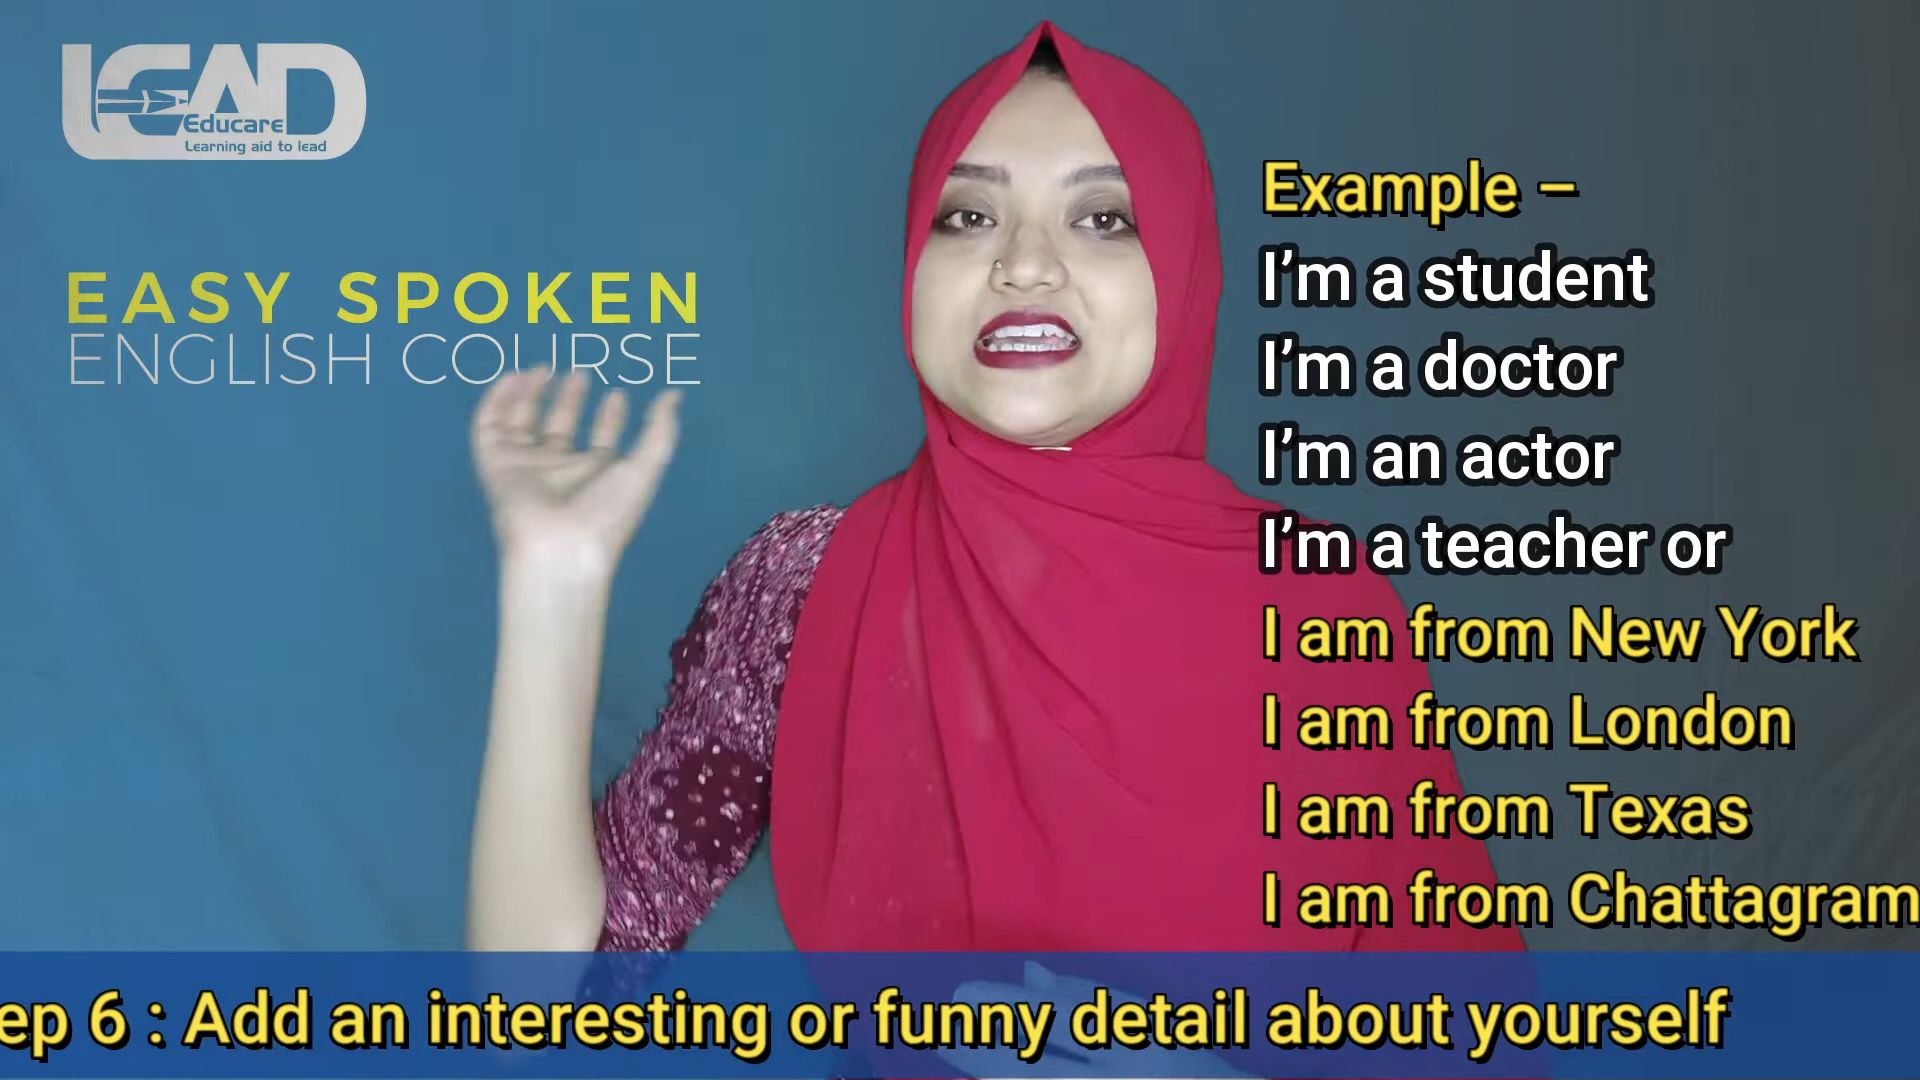 LEAD
Educare
Learning aid to lead
EASY SPOKEN
ENGLISH COURSE
Example –
I'm a student
I'm a doctor
I'm an actor
I'm a teacher or
I am from New York
I am from London
I am from Texas
I am from Chattagram
ep 6 : Add an interesting or funny detail about yourself